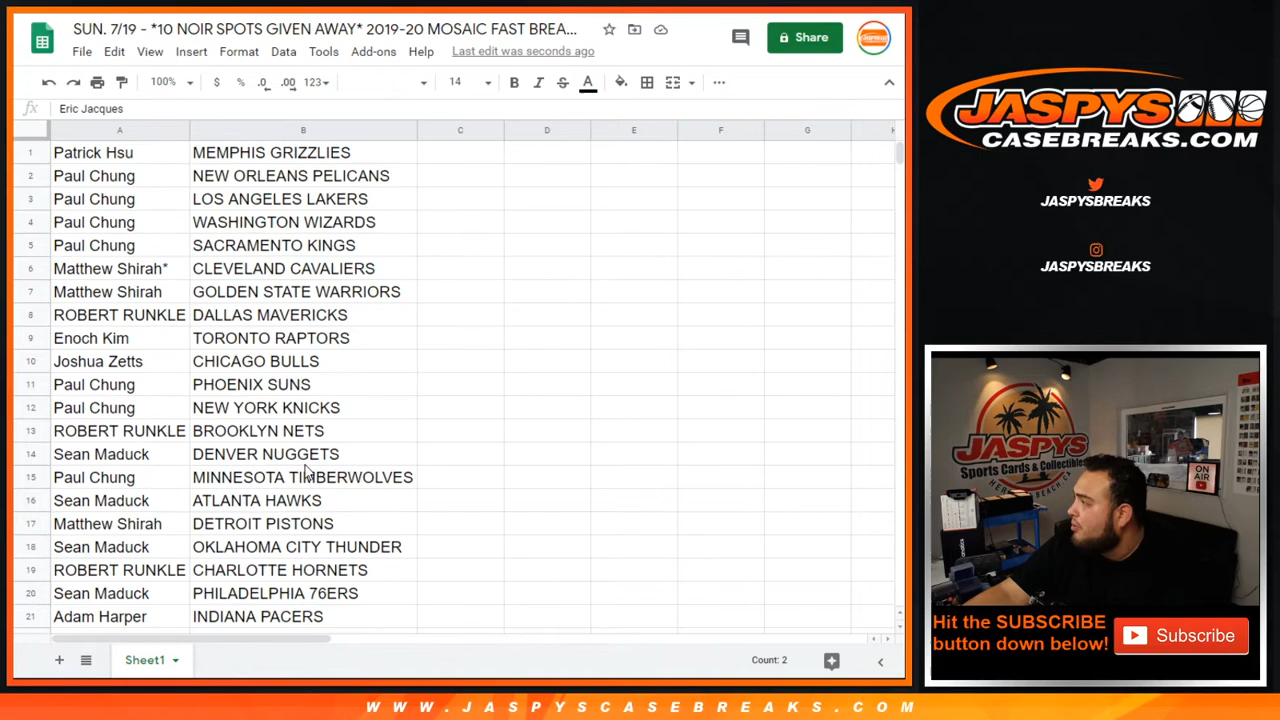 SUN. 7/19 - *10 NOIR SPOTS GIVEN AWAY* 2019-20 MOSAIC FAST BREA...
File Edit View Insert Format Data Tools Add-ons Help Last edit was seconds ago
Share
100% $ % .0 .00 123 14 B I S A
fx Eric Jacques
A B C D E F G H
1 Patrick Hsu MEMPHIS GRIZZLIES
2 Paul Chung NEW ORLEANS PELICANS
3 Paul Chung LOS ANGELES LAKERS
4 Paul Chung WASHINGTON WIZARDS
5 Paul Chung SACRAMENTO KINGS
6 Matthew Shirah* CLEVELAND CAVALIERS
7 Matthew Shirah GOLDEN STATE WARRIORS
8 ROBERT RUNKLE DALLAS MAVERICKS
9 Enoch Kim TORONTO RAPTORS
10 Joshua Zetts CHICAGO BULLS
11 Paul Chung PHOENIX SUNS
12 Paul Chung NEW YORK KNICKS
13 ROBERT RUNKLE BROOKLYN NETS
14 Sean Maduck DENVER NUGGETS
15 Paul Chung MINNESOTA TIMBERWOLVES
16 Sean Maduck ATLANTA HAWKS
17 Matthew Shirah DETROIT PISTONS
18 Sean Maduck OKLAHOMA CITY THUNDER
19 ROBERT RUNKLE CHARLOTTE HORNETS
20 Sean Maduck PHILADELPHIA 76ERS
21 Adam Harper INDIANA PACERS
Sheet1
Count: 2
JASPYS
CASEBREAKS.COM
JASPYSBREAKS
JASPYSBREAKS
JASPYS
Sports Cards & Collectibles
ON AIR
Hit the SUBSCRIBE
button down below!
Subscribe
WWW.JASPYSCASEBREAKS.COM